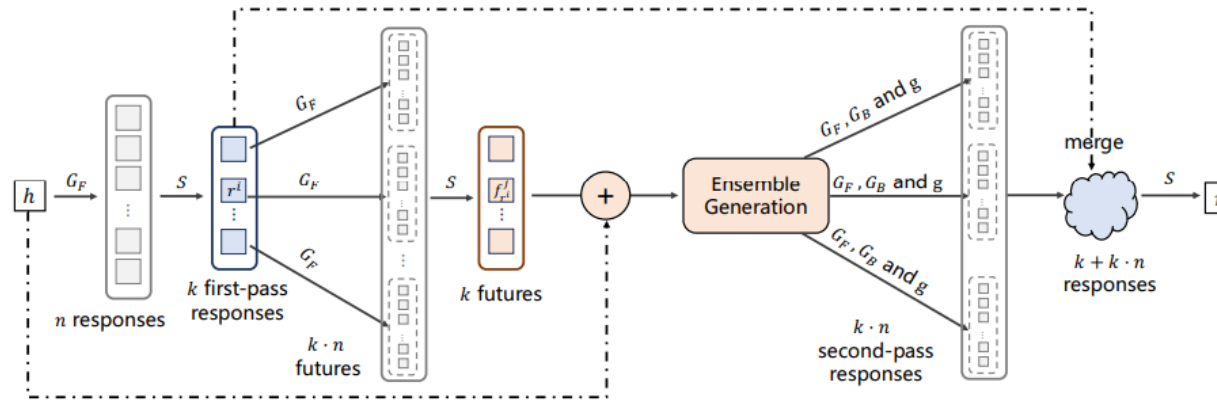 h
G_F
n responses
S
r^i
k first-pass
responses
G_F
G_F
G_F
k · n
futures
S
f_{r^i}^j
k futures
+
Ensemble
Generation
G_F, G_B and g
G_F, G_B and g
G_F, G_B and g
k · n
second-pass
responses
merge
k + k · n
responses
S